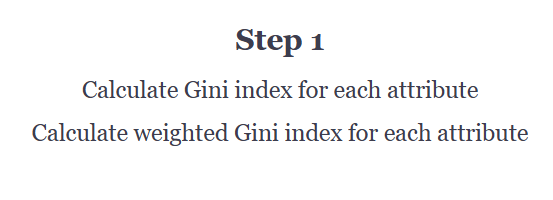 Step 1
Calculate Gini index for each attribute
Calculate weighted Gini index for each attribute